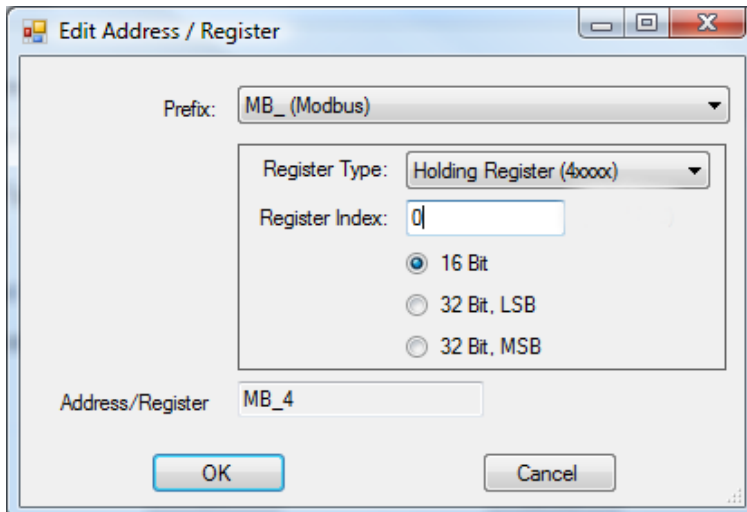 Edit Address / Register
Prefix: MB_ (Modbus)
Register Type: Holding Register (4xxxx)
Register Index: 0
16 Bit
32 Bit, LSB
32 Bit, MSB
Address/Register MB_4
OK Cancel